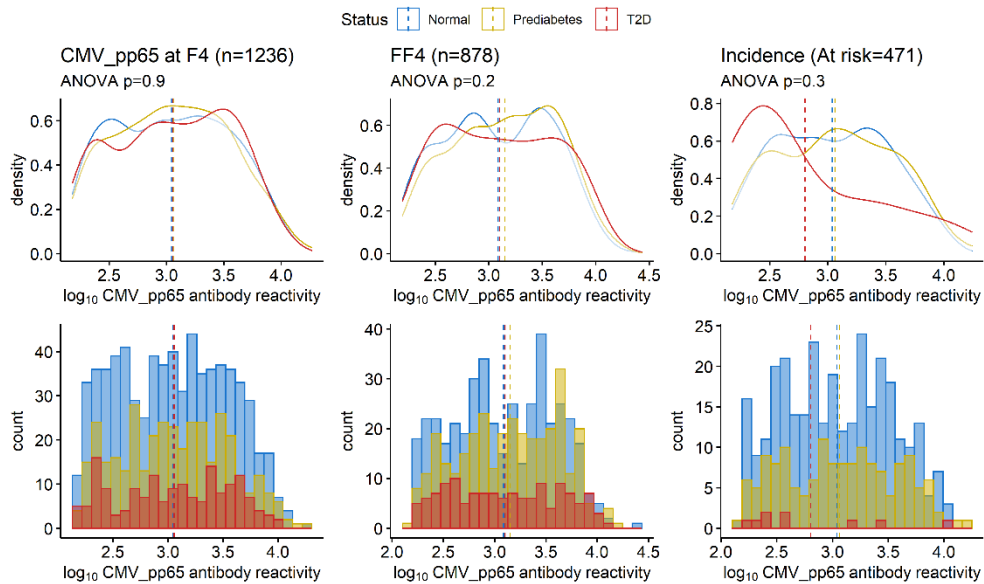 Status Normal Prediabetes T2D
CMV_pp65 at F4 (n=1236)
ANOVA p=0.9
density
0.6
0.4
0.2
0.0
2.5 3.0 3.5 4.0
log10 CMV_pp65 antibody reactivity
FF4 (n=878)
ANOVA p=0.2
density
0.6
0.4
0.2
0.0
2.5 3.0 3.5 4.0 4.5
log10 CMV_pp65 antibody reactivity
Incidence (At risk=471)
ANOVA p=0.3
density
0.8
0.6
0.4
0.2
0.0
2.5 3.0 3.5 4.0
log10 CMV_pp65 antibody reactivity
count
40
30
20
10
0
2.5 3.0 3.5 4.0
log10 CMV_pp65 antibody reactivity
count
40
30
20
10
0
2.0 2.5 3.0 3.5 4.0 4.5
log10 CMV_pp65 antibody reactivity
count
25
20
15
10
5
0
2.0 2.5 3.0 3.5 4.0
log10 CMV_pp65 antibody reactivity